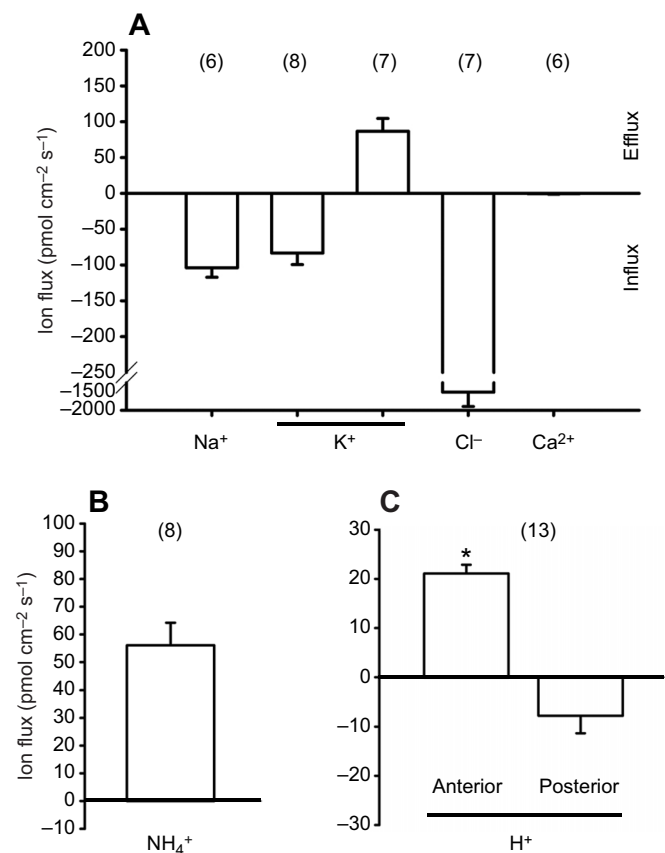 A
200
150
100
50
0
–50
–100
–150
–200
–250
–1500
–2000
Ion flux (pmol cm–2 s–1)
(6) (8) (7) (7) (6)
Efflux
Influx
Na+ K+ Cl– Ca2+
B
100
90
80
70
60
50
40
30
20
10
0
–10
Ion flux (pmol cm–2 s–1)
(8)
NH4+
C
30
20
10
0
–10
–20
–30
(13)
*
Anterior Posterior
H+